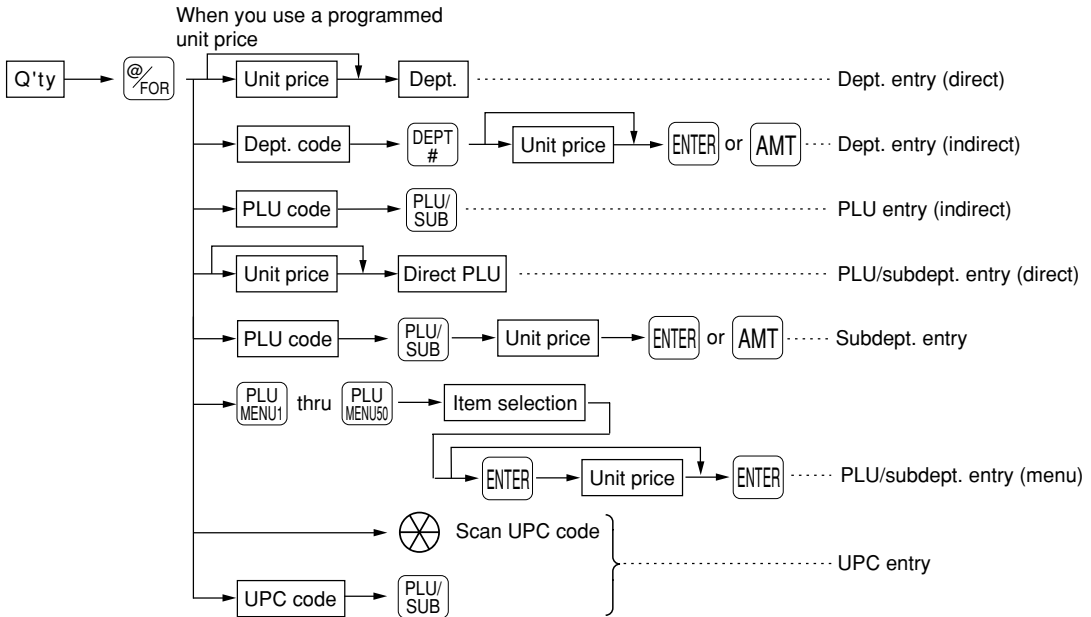 When you use a programmed
unit price
Q'ty @/FOR Unit price Dept. Dept. entry (direct)
Dept. code DEPT # Unit price ENTER or AMT Dept. entry (indirect)
PLU code PLU/SUB PLU entry (indirect)
Unit price Direct PLU PLU/subdept. entry (direct)
PLU code PLU/SUB Unit price ENTER or AMT Subdept. entry
PLU MENU1 thru PLU MENU50 Item selection
ENTER Unit price ENTER PLU/subdept. entry (menu)
Scan UPC code
UPC entry
UPC code PLU/SUB